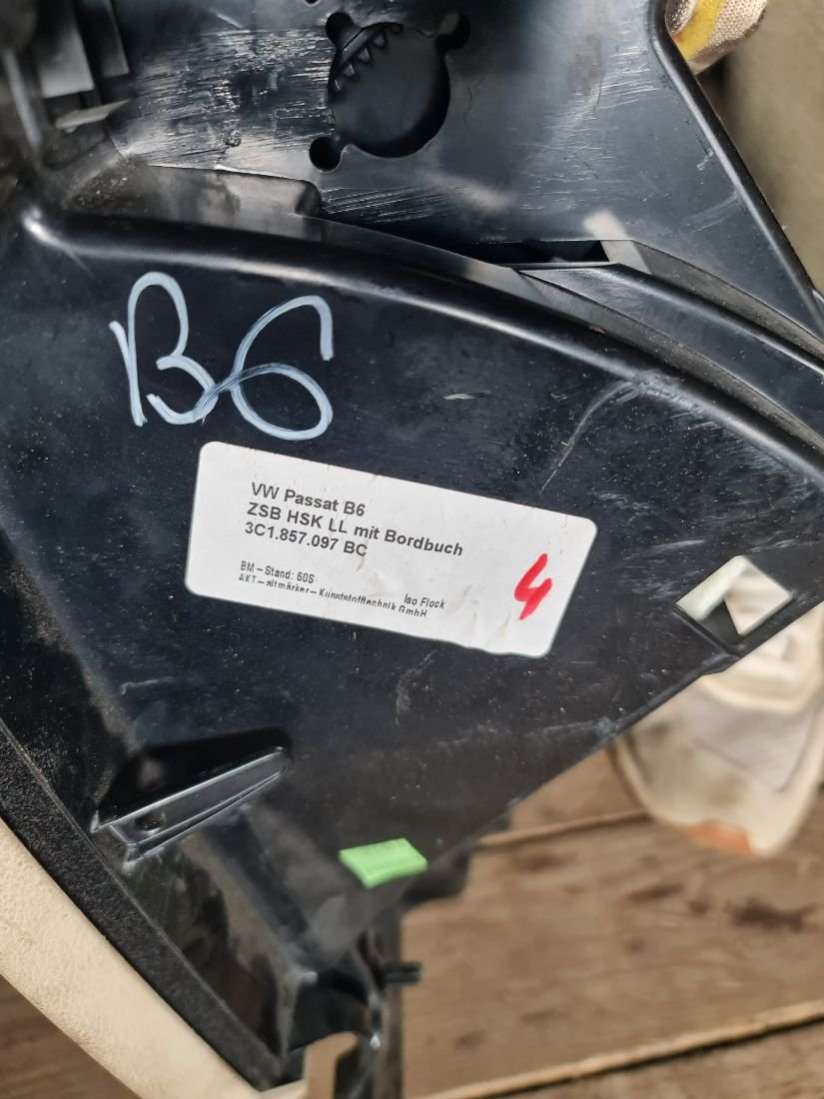 B6
VW Passat B6
ZSB HSK LL mit Bordbuch
3C1.857.097 BC
4
BM-Stand: 60S
Iso Flock
AKT-altmärker-Kunststofftechnik GmbH